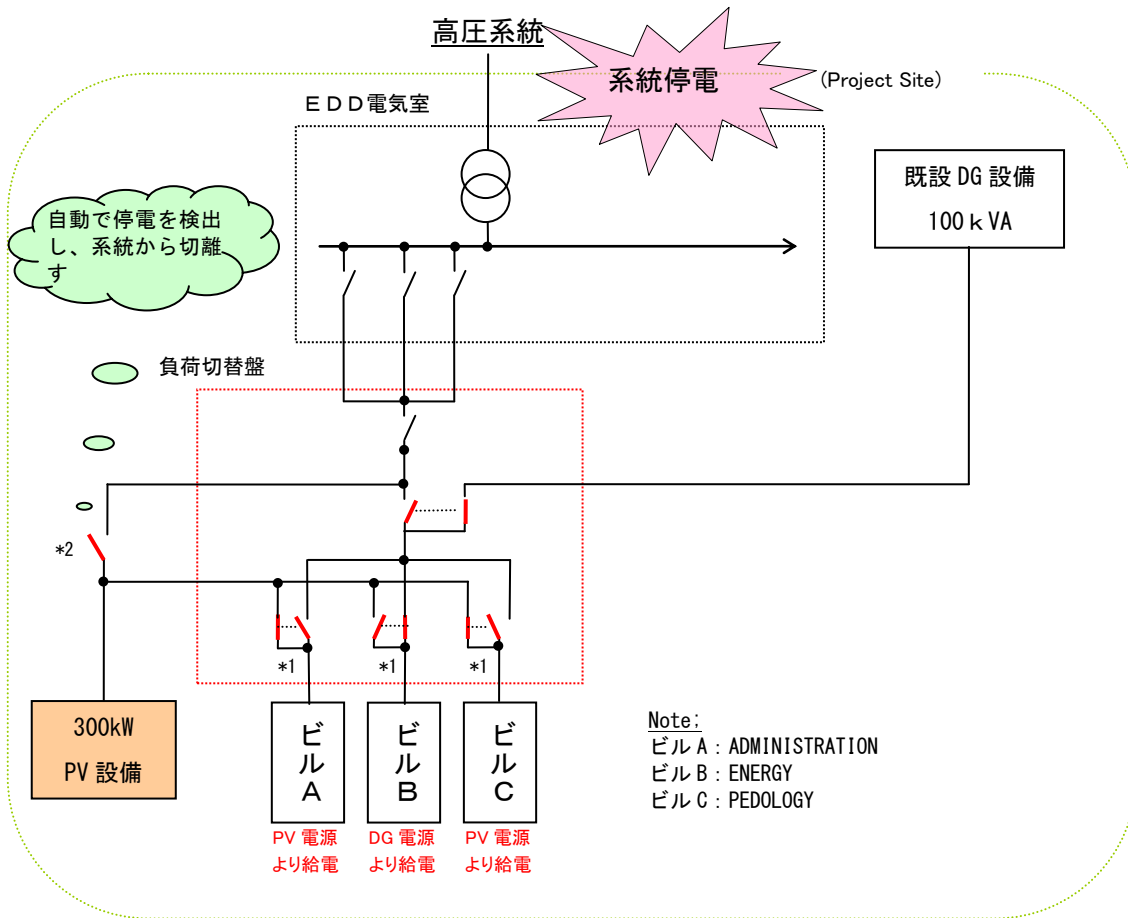 高圧系統
系統停電
(Project Site)
ＥＤＤ電気室
既設 DG 設備
100ｋVA
自動で停電を検出
し、系統から切離
す
負荷切替盤
*2
*1
*1
*1
300kW
PV 設備
ビルＡ
ビルＢ
ビルＣ
PV 電源
より給電
DG 電源
より給電
PV 電源
より給電
Note;
ビル A : ADMINISTRATION
ビル B : ENERGY
ビル C : PEDOLOGY